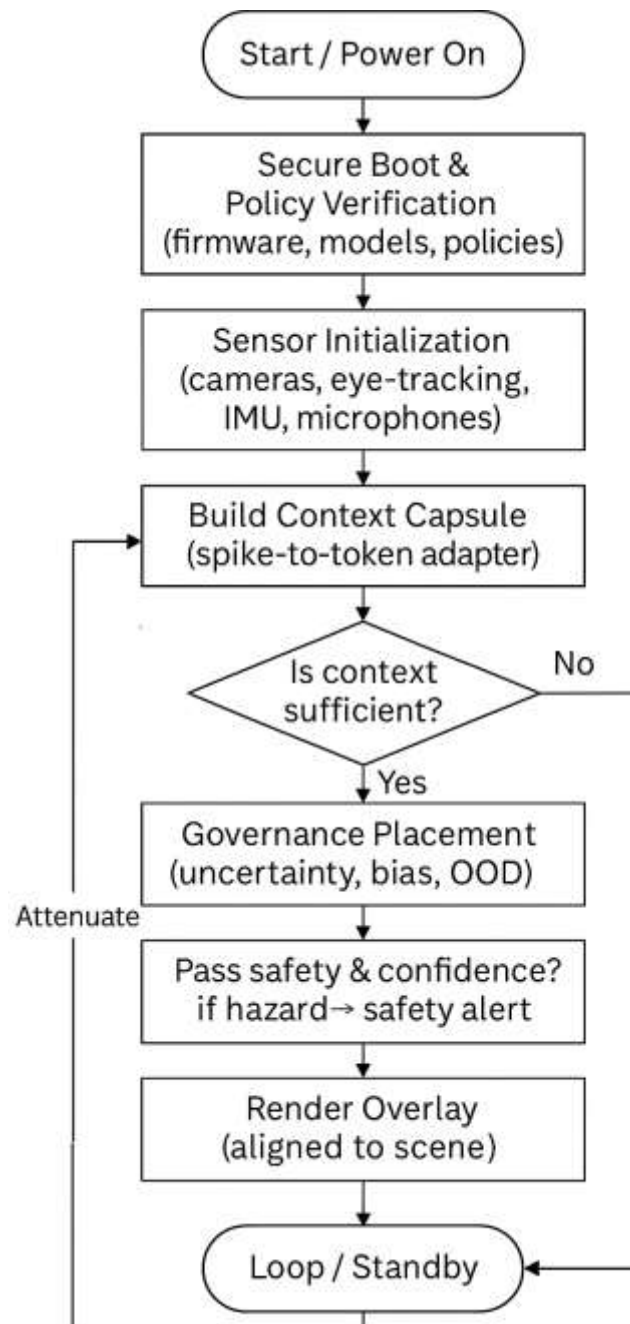 Start / Power On
Secure Boot &
Policy Verification
(firmware, models, policies)
Sensor Initialization
(cameras, eye-tracking,
IMU, microphones)
Build Context Capsule
(spike-to-token adapter)
Is context
sufficient?
No
Yes
Governance Placement
(uncertainty, bias, OOD)
Attenuate
Pass safety & confidence?
if hazard→ safety alert
Render Overlay
(aligned to scene)
Loop / Standby